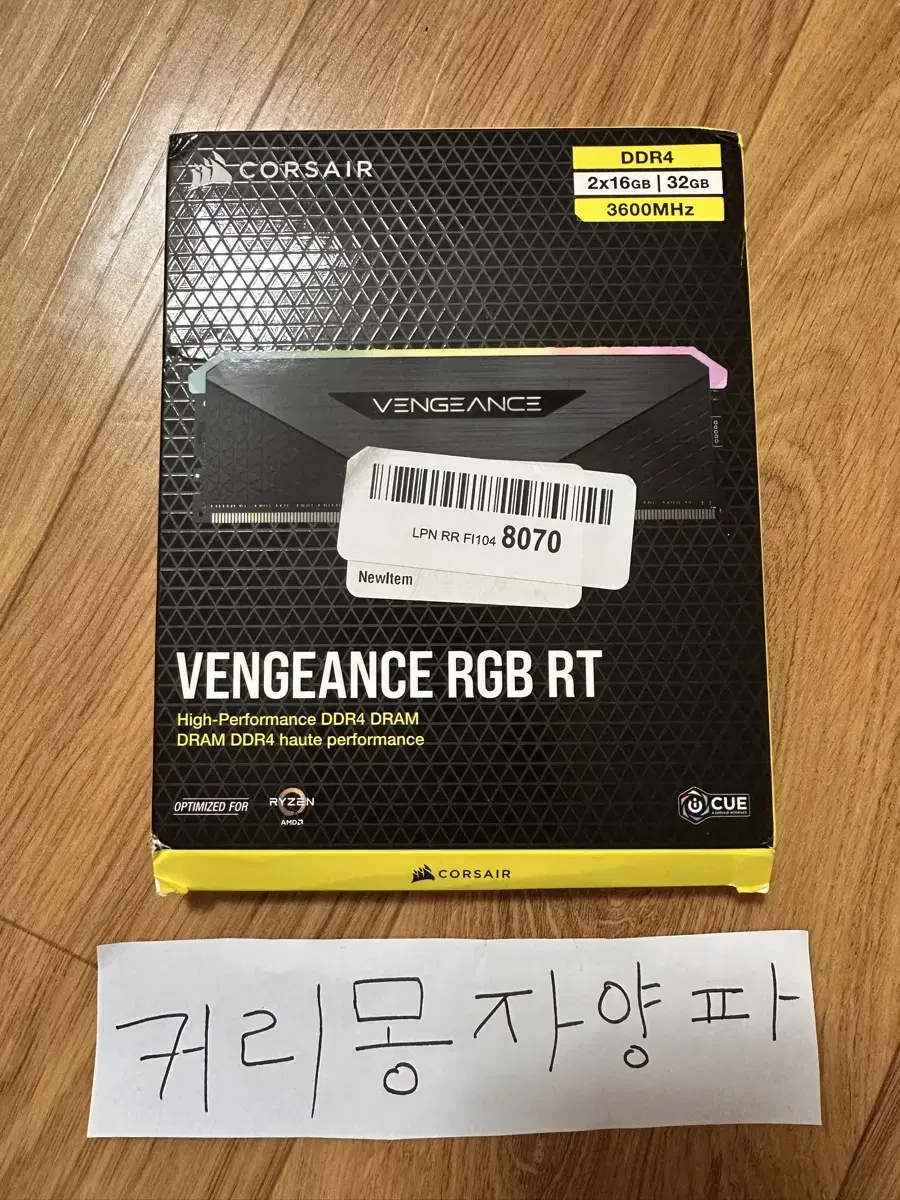 CORSAIR
DDR4
2x16GB | 32GB
3600MHz
VENGEANCE
LPN RR FI104 8070
NewItem
VENGEANCE RGB RT
High-Performance DDR4 DRAM
DRAM DDR4 haute performance
OPTIMIZED FOR
RYZEN
AMD
iCUE
CORSAIR
커리몽자양파